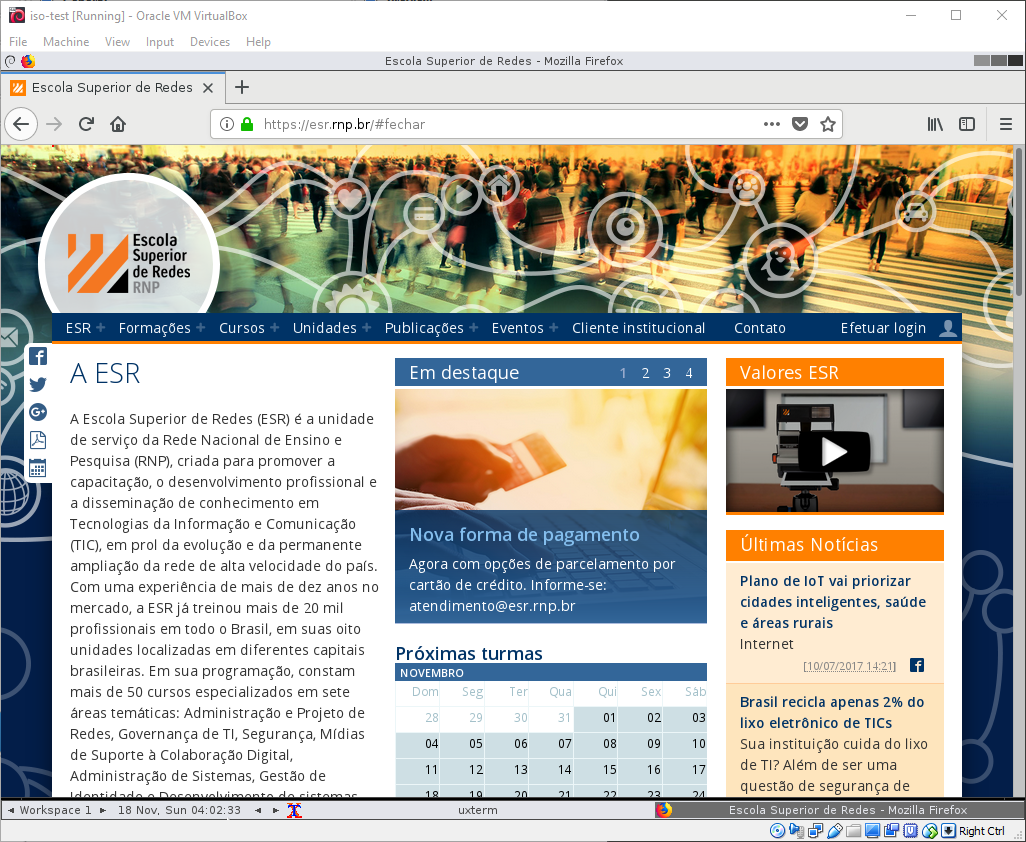 iso-test [Running] - Oracle VM VirtualBox
File Machine View Input Devices Help
Escola Superior de Redes - Mozilla Firefox
Escola Superior de Redes
https://esr.rnp.br/#fechar
Escola
Superior
de Redes
RNP
ESR Formações Cursos Unidades Publicações Eventos Cliente institucional Contato Efetuar login
A ESR
A Escola Superior de Redes (ESR) é a unidade
de serviço da Rede Nacional de Ensino e
Pesquisa (RNP), criada para promover a
capacitação, o desenvolvimento profissional e
a disseminação de conhecimento em
Tecnologias da Informação e Comunicação
(TIC), em prol da evolução e da permanente
ampliação da rede de alta velocidade do país.
Com uma experiência de mais de dez anos no
mercado, a ESR já treinou mais de 20 mil
profissionais em todo o Brasil, em suas oito
unidades localizadas em diferentes capitais
brasileiras. Em sua programação, constam
mais de 50 cursos especializados em sete
áreas temáticas: Administração e Projeto de
Redes, Governança de TI, Segurança, Mídias
de Suporte à Colaboração Digital,
Administração de Sistemas, Gestão de
Identidade e Desenvolvimento de sistemas
Em destaque 1 2 3 4
Nova forma de pagamento
Agora com opções de parcelamento por
cartão de crédito. Informe-se:
atendimento@esr.rnp.br
Próximas turmas
NOVEMBRO
Dom Seg Ter Qua Qui Sex Sáb
28 29 30 31 01 02 03
04 05 06 07 08 09 10
11 12 13 14 15 16 17
18 19 20 21 22 23 24
Valores ESR
Últimas Notícias
Plano de IoT vai priorizar
cidades inteligentes, saúde
e áreas rurais
Internet
[10/07/2017 14:21]
Brasil recicla apenas 2% do
lixo eletrônico de TICs
Sua instituição cuida do lixo
de TI? Além de ser uma
questão de segurança de
Workspace 1 18 Nov, Sun 04:02:33 uxterm Escola Superior de Redes - Mozilla Firefox
Right Ctrl